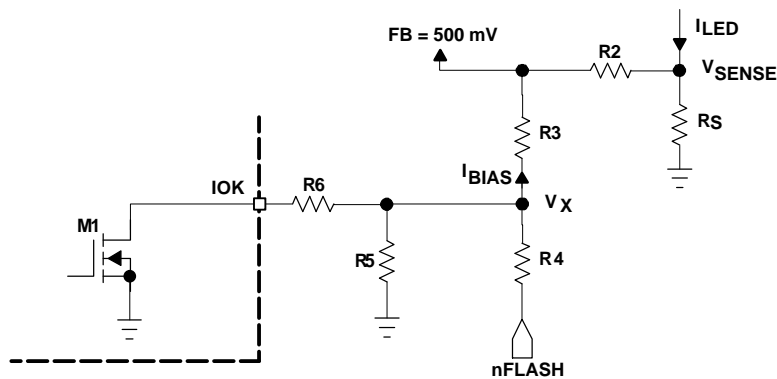 FB = 500 mV
ILED
R2
VSENSE
RS
R3
IOK
R6
IBIAS
VX
M1
R5
R4
nFLASH